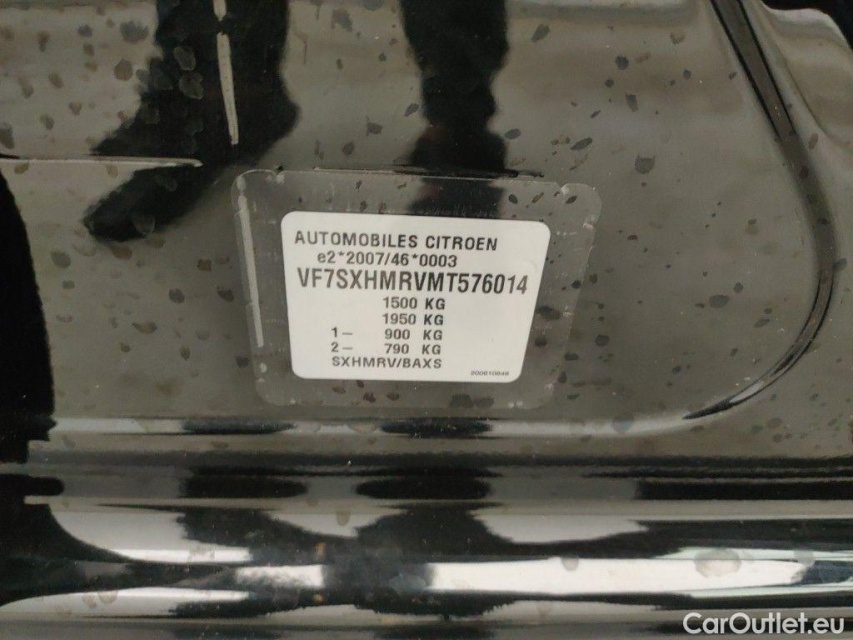 AUTOMOBILES CITROEN
e2*2007/46*0003
VF7SXHMRVMT576014
1500 KG
1950 KG
1- 900 KG
2- 790 KG
SXHMRV/BAXS
CarOutlet.eu